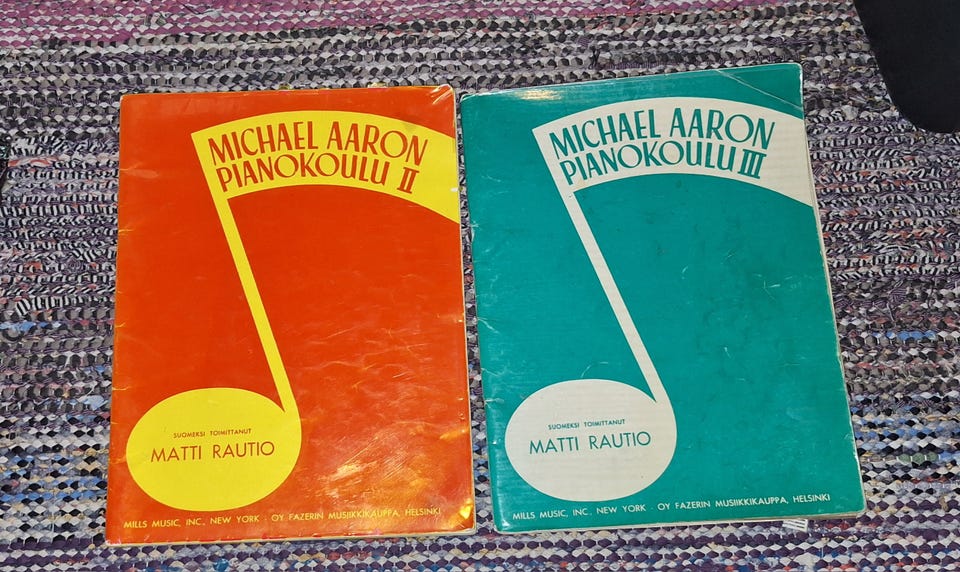 MICHAEL AARON
PIANOKOULU II
SUOMEKSI TOIMITTANUT
MATTI RAUTIO
MILLS MUSIC, INC. NEW YORK · OY FAZERIN MUSIIKKIKAUPPA, HELSINKI
MICHAEL AARON
PIANOKOULU III
SUOMEKSI TOIMITTANUT
MATTI RAUTIO
MILLS MUSIC, INC. NEW YORK · OY FAZERIN MUSIIKKIKAUPPA, HELSINKI